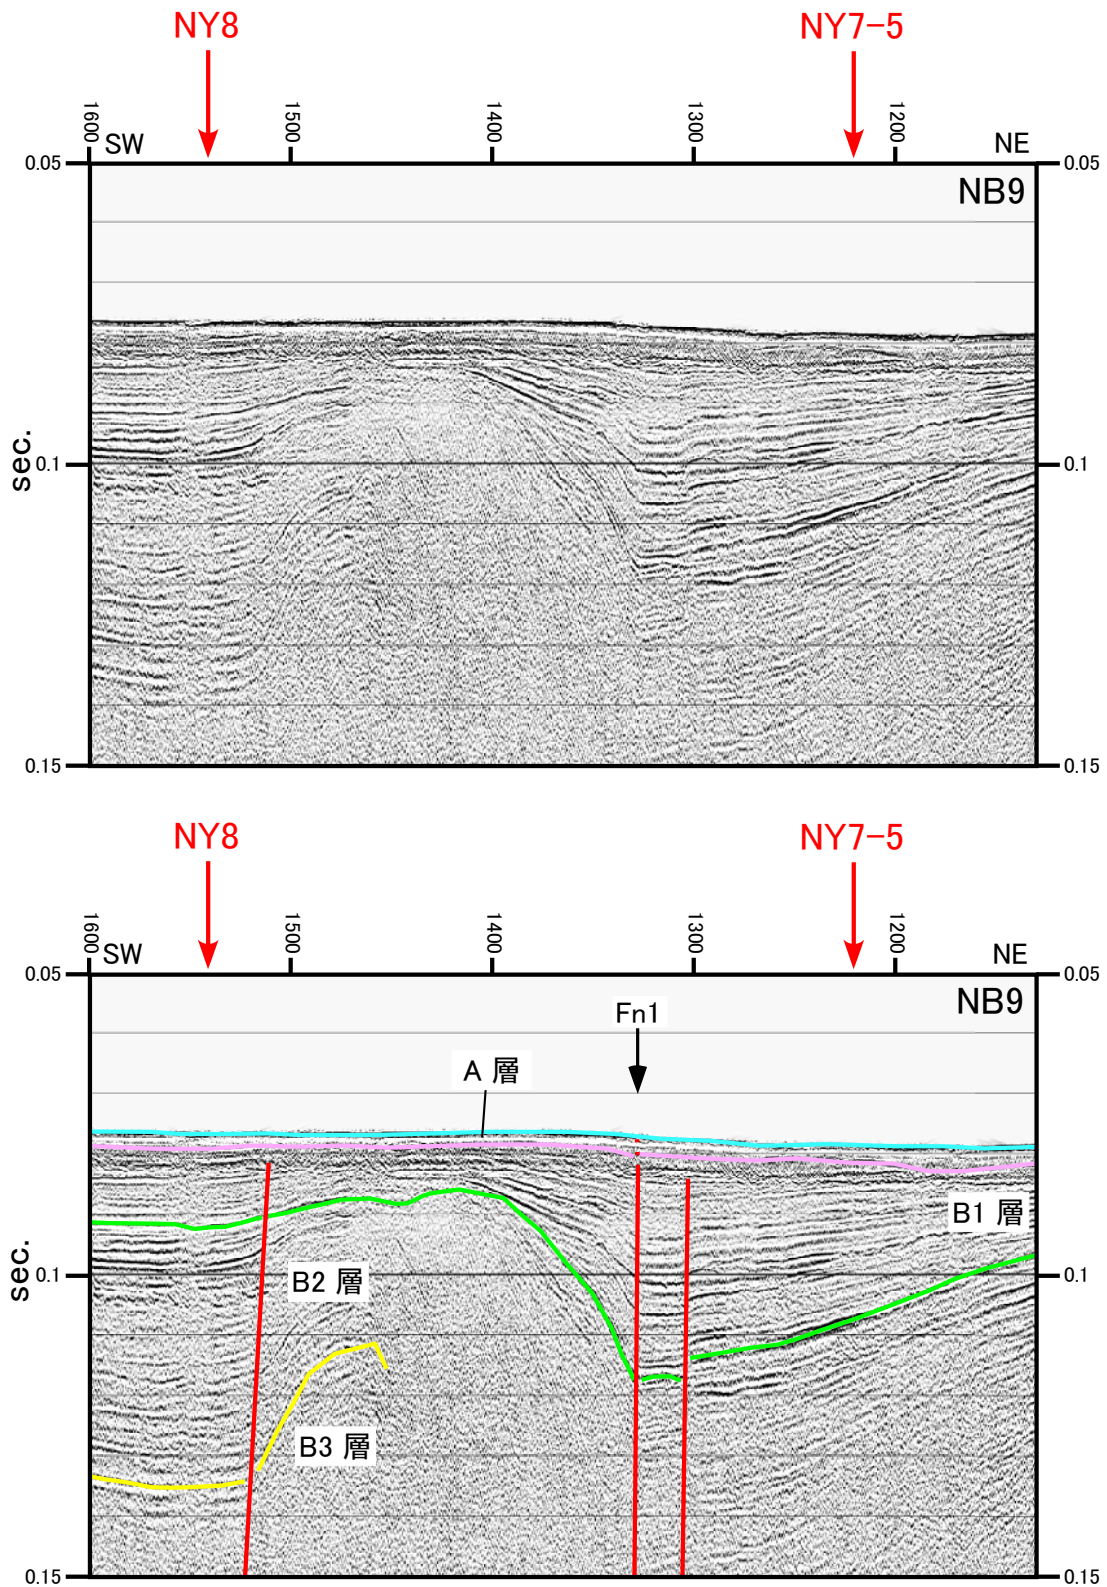 NY8 NY7-5
1600 SW 1500 1400 1300 1200 NE
0.05 0.05
NB9
sec.
0.1 0.1
0.15 0.15
NY8 NY7-5
1600 SW 1500 1400 1300 1200 NE
0.05 0.05
NB9
Fn1
A 層
B1 層
sec.
0.1 0.1
B2 層
B3 層
0.15 0.15